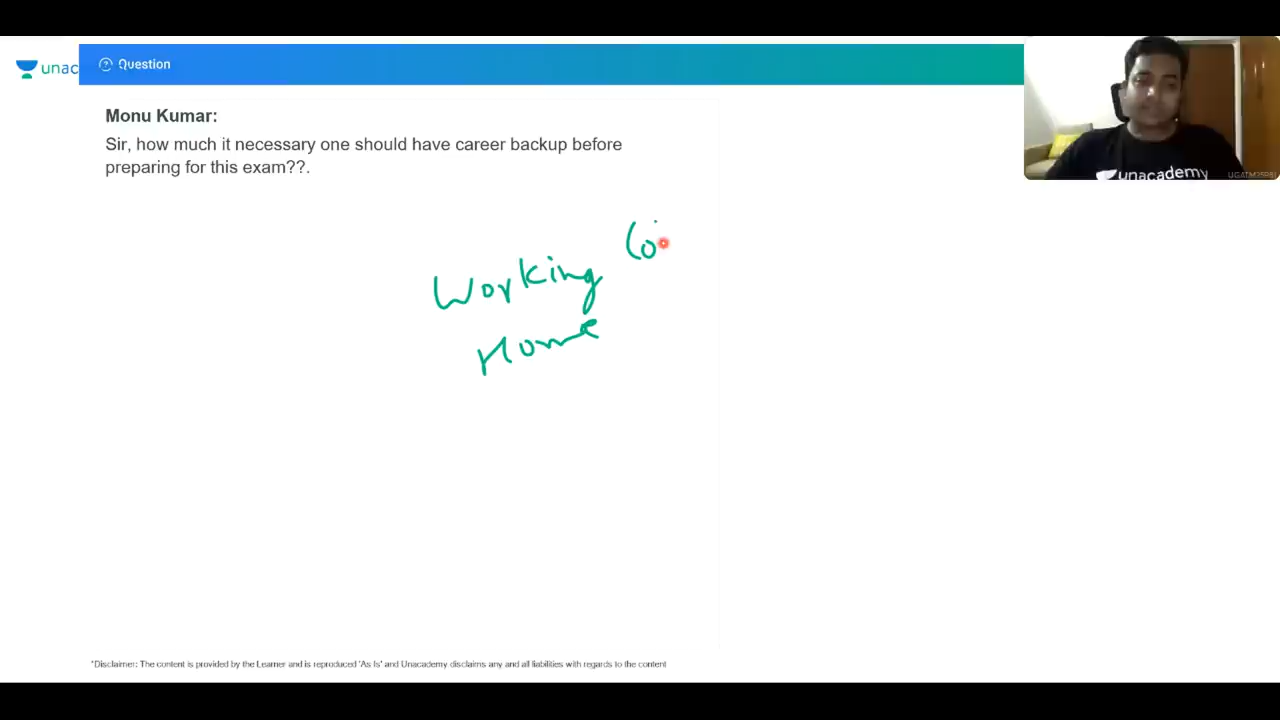 unac
Question
Monu Kumar:
Sir, how much it necessary one should have career backup before
preparing for this exam??.
Working
Home
unacademy
*Disclaimer: The content is provided by the Learner and is reproduced 'As Is' and Unacademy disclaims any and all liabilities with regards to the content